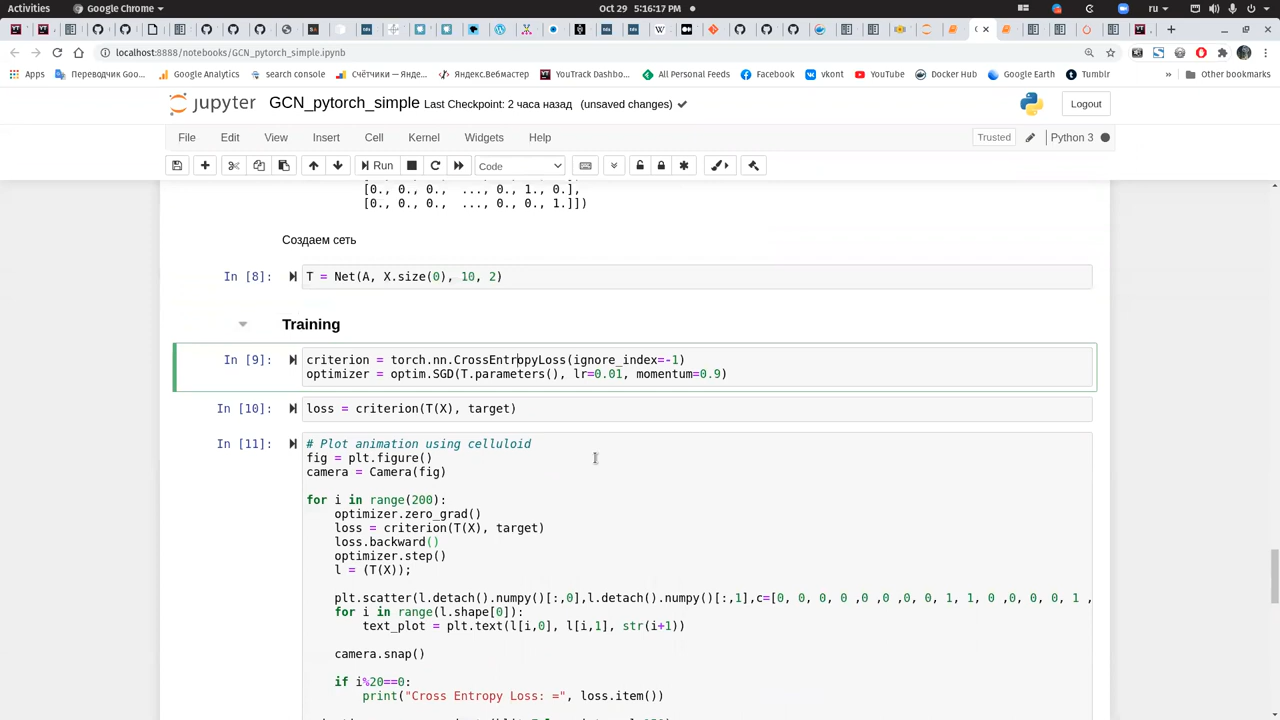 Activities
Google Chrome
Oct 29 5:16:17 PM
ru
localhost:8888/notebooks/GCN_pytorch_simple.ipynb
Apps
Переводчик Goo...
Google Analytics
search console
Счётчики — Янде...
Яндекс.Вебмастер
YouTrack Dashbo...
All Personal Feeds
Facebook
vkont
YouTube
Docker Hub
Google Earth
Tumblr
»
Other bookmarks
jupyter
GCN_pytorch_simple
Last Checkpoint: 2 часа назад (unsaved changes)
Logout
File Edit View Insert Cell Kernel Widgets Help
Trusted
Python 3
Run
Code
[0., 0., 0., ..., 0., 1., 0.],
[0., 0., 0., ..., 0., 0., 1.]])
Создаем сеть
In [8]:
T = Net(A, X.size(0), 10, 2)
Training
In [9]:
criterion = torch.nn.CrossEntropyLoss(ignore_index=-1)
optimizer = optim.SGD(T.parameters(), lr=0.01, momentum=0.9)
In [10]:
loss = criterion(T(X), target)
In [11]:
# Plot animation using celluloid
fig = plt.figure()
camera = Camera(fig)
for i in range(200):
optimizer.zero_grad()
loss = criterion(T(X), target)
loss.backward()
optimizer.step()
l = (T(X));
plt.scatter(l.detach().numpy()[:,0],l.detach().numpy()[:,1],c=[0, 0, 0, 0 ,0 ,0 ,0, 0, 1, 1, 0 ,0, 0, 0, 1 ,
for i in range(l.shape[0]):
text_plot = plt.text(l[i,0], l[i,1], str(i+1))
camera.snap()
if i%20==0:
print("Cross Entropy Loss: =", loss.item())